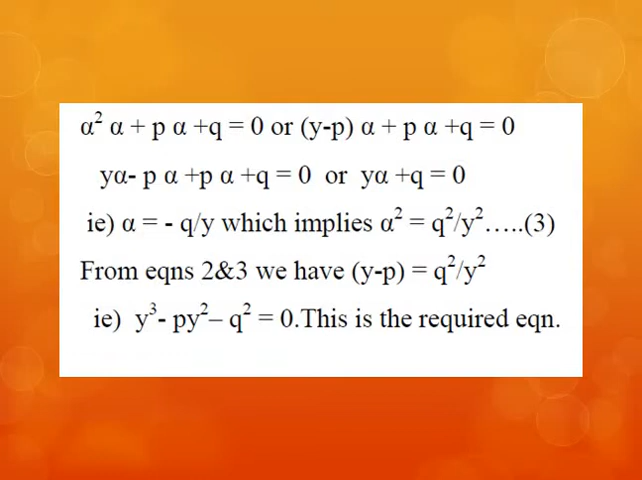 α² α + p α +q = 0 or (y-p) α + p α +q = 0
yα- p α +p α +q = 0 or yα +q = 0
ie) α = - q/y which implies α² = q²/y²…..(3)
From eqns 2&3 we have (y-p) = q²/y²
ie) y³- py²– q² = 0.This is the required eqn.